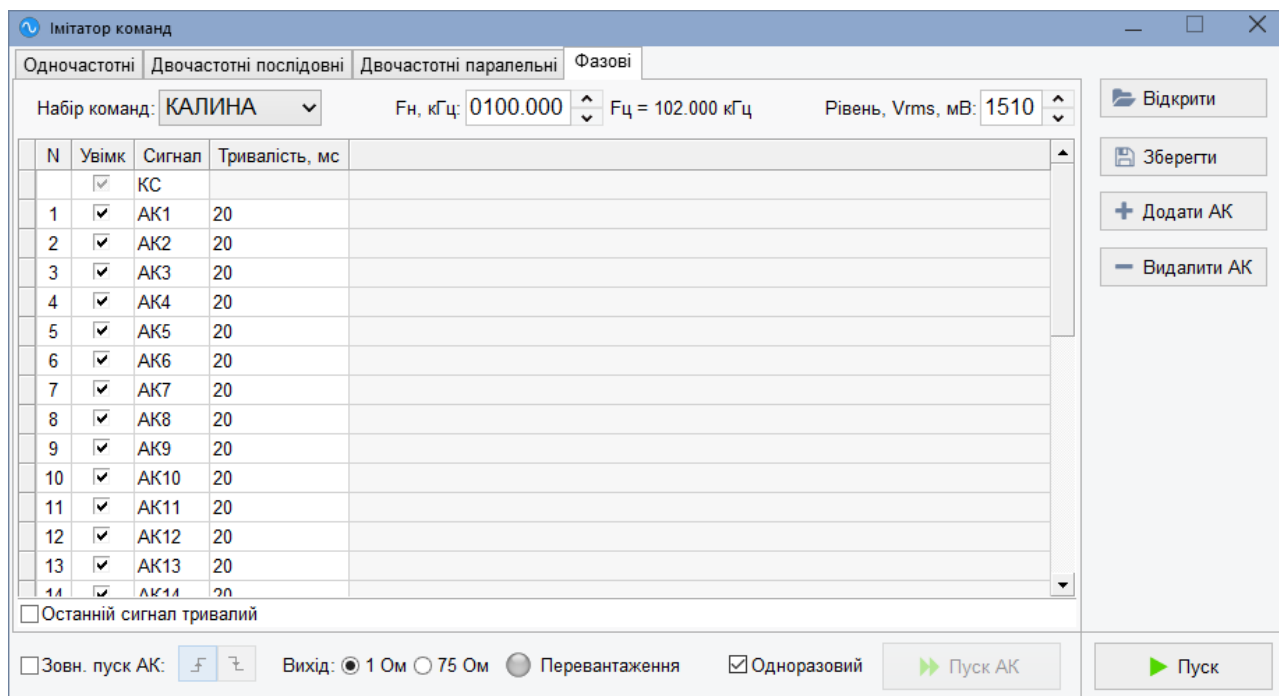 Імітатор команд
Одночастотні Двочастотні послідовні Двочастотні паралельні Фазові
Набір команд: КАЛИНА Fн, кГц: 0100.000 Fц = 102.000 кГц Рівень, Vrms, мВ: 1510
Відкрити
Зберегти
Додати АК
Видалити АК
N Увімк Сигнал Тривалість, мс
КС
1 АК1 20
2 АК2 20
3 АК3 20
4 АК4 20
5 АК5 20
6 АК6 20
7 АК7 20
8 АК8 20
9 АК9 20
10 АК10 20
11 АК11 20
12 АК12 20
13 АК13 20
14 АК14 20
Останній сигнал тривалий
Зовн. пуск АК: Вихід: 1 Ом 75 Ом Перевантаження Одноразовий Пуск АК Пуск